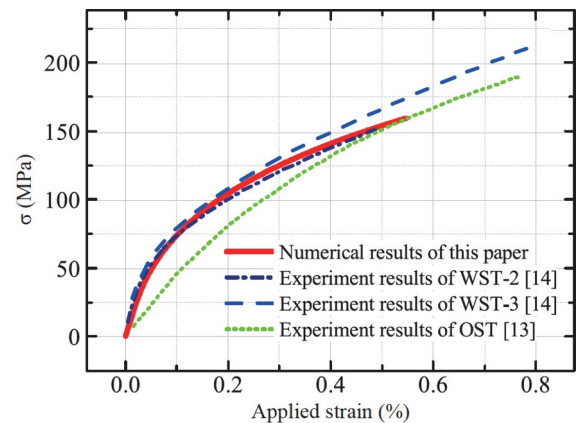 200
150
100
50
0
σ (MPa)
Numerical results of this paper
Experiment results of WST-2 [14]
Experiment results of WST-3 [14]
Experiment results of OST [13]
0.0 0.2 0.4 0.6 0.8
Applied strain (%)